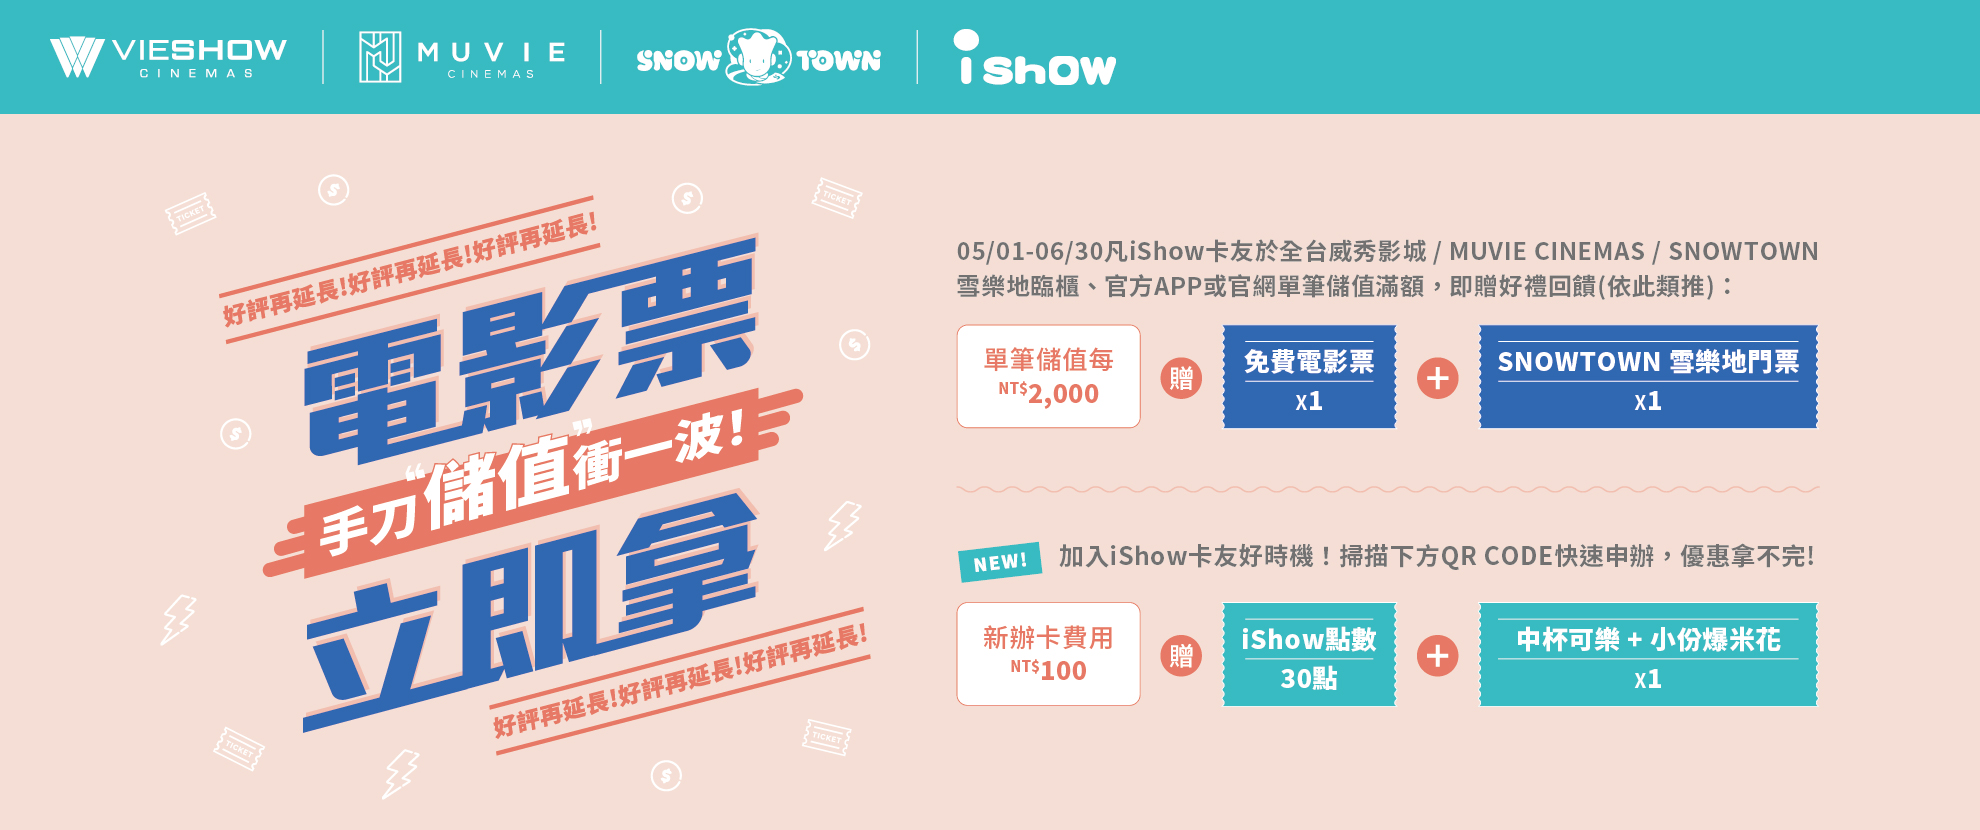 VIESHOW
CINEMAS
MUVIE
CINEMAS
SNOW TOWN
ishow
TICKET
$
$
TICKET
好評再延長!好評再延長!好評再延長!
電影票
$
$
手刀“儲值”衝一波!
立即拿
好評再延長!好評再延長!好評再延長!
TICKET
TICKET
$
05/01-06/30凡iShow卡友於全台威秀影城 / MUVIE CINEMAS / SNOWTOWN
雪樂地臨櫃、官方APP或官網單筆儲值滿額，即贈好禮回饋(依此類推)：
單筆儲值每
NT$2,000
贈
免費電影票
x1
+
SNOWTOWN 雪樂地門票
x1
NEW!
加入iShow卡友好時機！掃描下方QR CODE快速申辦，優惠拿不完!
新辦卡費用
NT$100
贈
iShow點數
30點
+
中杯可樂 + 小份爆米花
x1